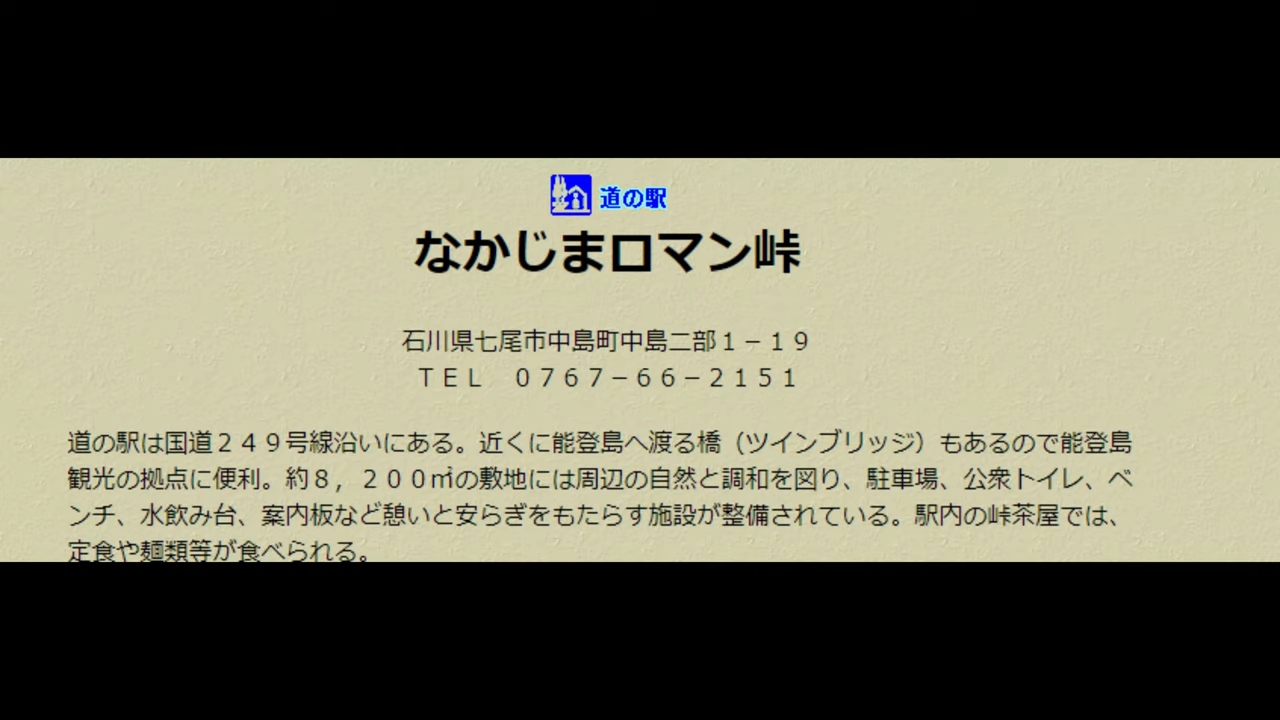 道の駅
なかじまロマン峠
石川県七尾市中島町中島二部１－１９
ＴＥＬ　０７６７－６６－２１５１
道の駅は国道２４９号線沿いにある。近くに能登島へ渡る橋（ツインブリッジ）もあるので能登島
観光の拠点に便利。約８，２００㎡の敷地には周辺の自然と調和を図り、駐車場、公衆トイレ、ベ
ンチ、水飲み台、案内板など憩いと安らぎをもたらす施設が整備されている。駅内の峠茶屋では、
定食や麺類等が食べられる。